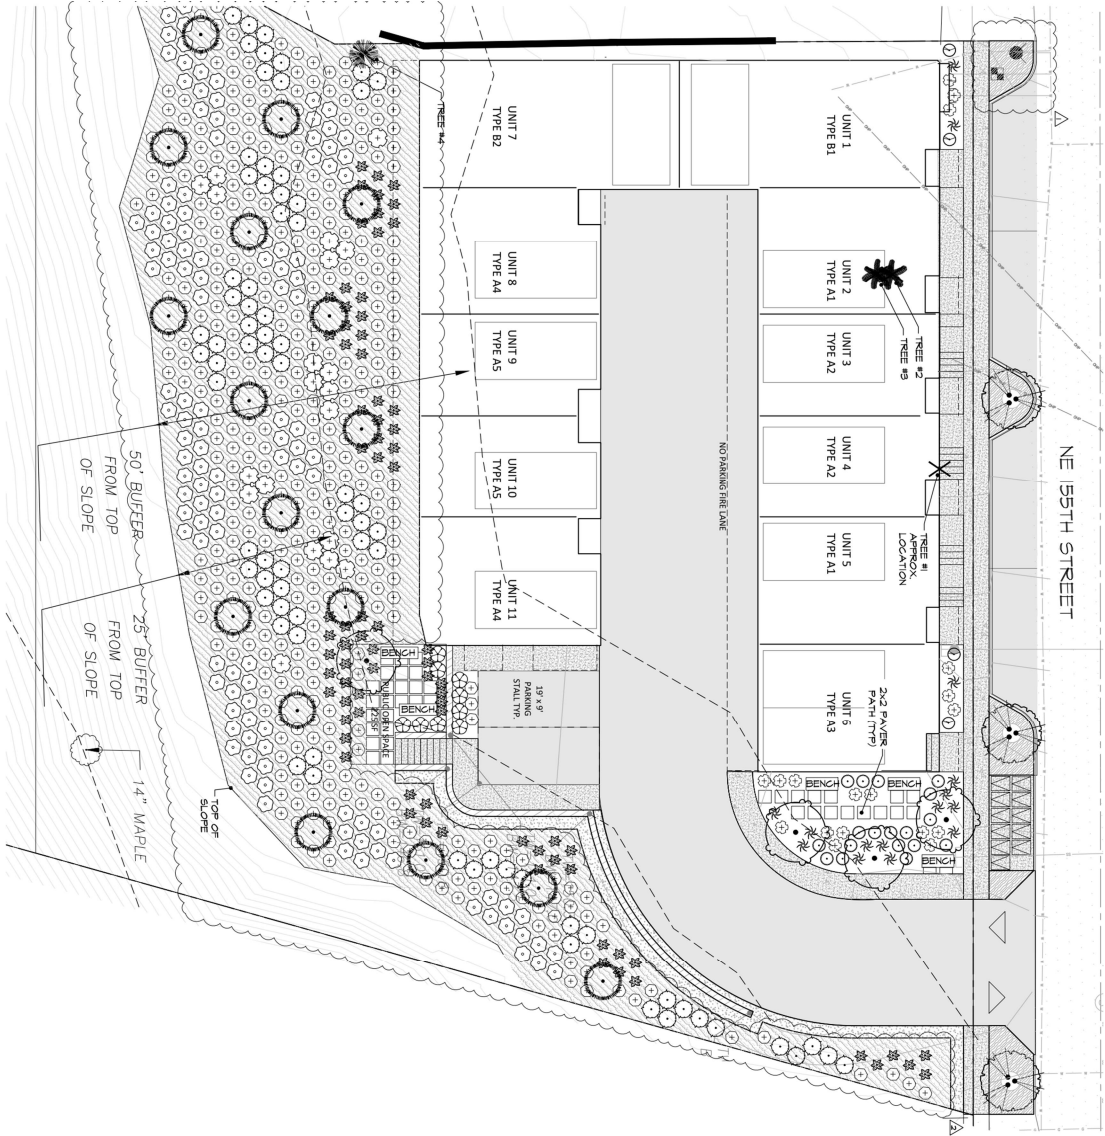 TREE #4
UNIT 7
TYPE B2
UNIT 1
TYPE B1
1
UNIT 8
TYPE A4
UNIT 2
TYPE A1
TREE #2
TREE #3
UNIT 9
TYPE A5
UNIT 3
TYPE A2
50' BUFFER
FROM TOP
OF SLOPE
UNIT 10
TYPE A5
NO PARKING FIRE LANE
UNIT 4
TYPE A2
NE 155TH STREET
UNIT 11
TYPE A4
UNIT 5
TYPE A1
TREE #1
APPROX.
LOCATION
25' BUFFER
FROM TOP
OF SLOPE
BENCH
BENCH
PUBLIC OPEN SPACE
19' x 9'
PARKING
STALL TYP.
UNIT 6
TYPE A3
2x2 PAVER
PATH (TYP)
14" MAPLE
TOP OF
SLOPE
BENCH
BENCH
BENCH
2